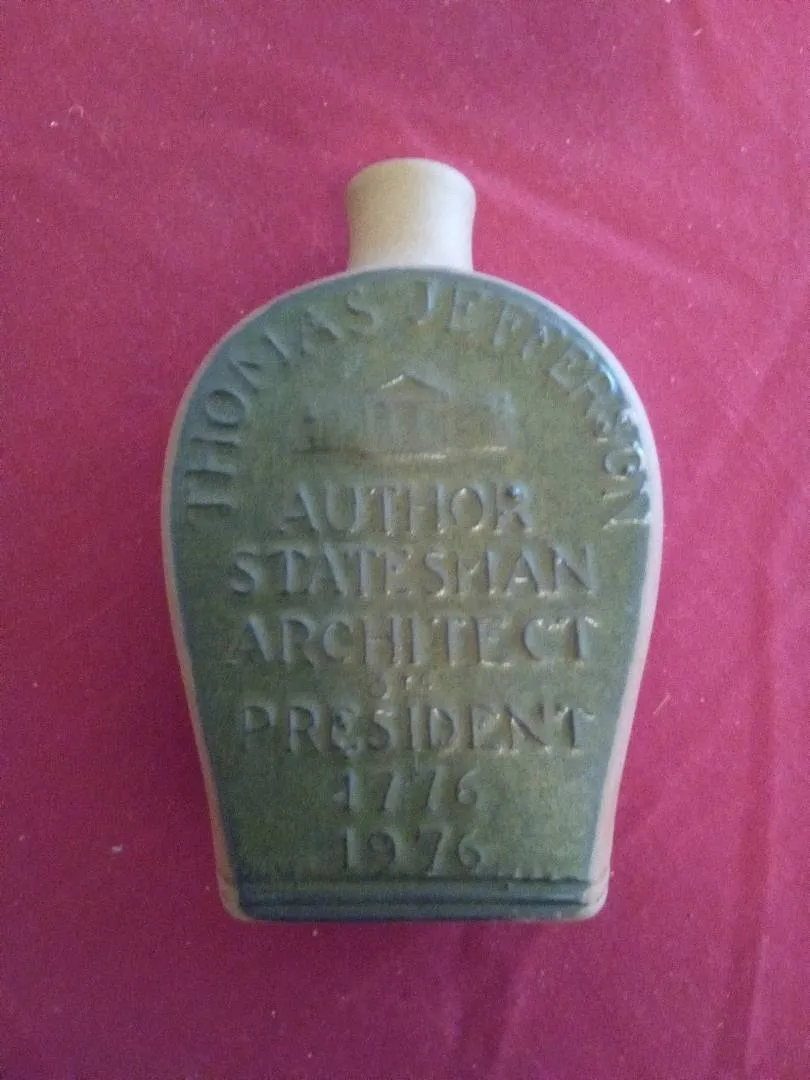 THOMAS JEFFERSON
AUTHOR
STATESMAN
ARCHITECT
PRESIDENT
1776
1976